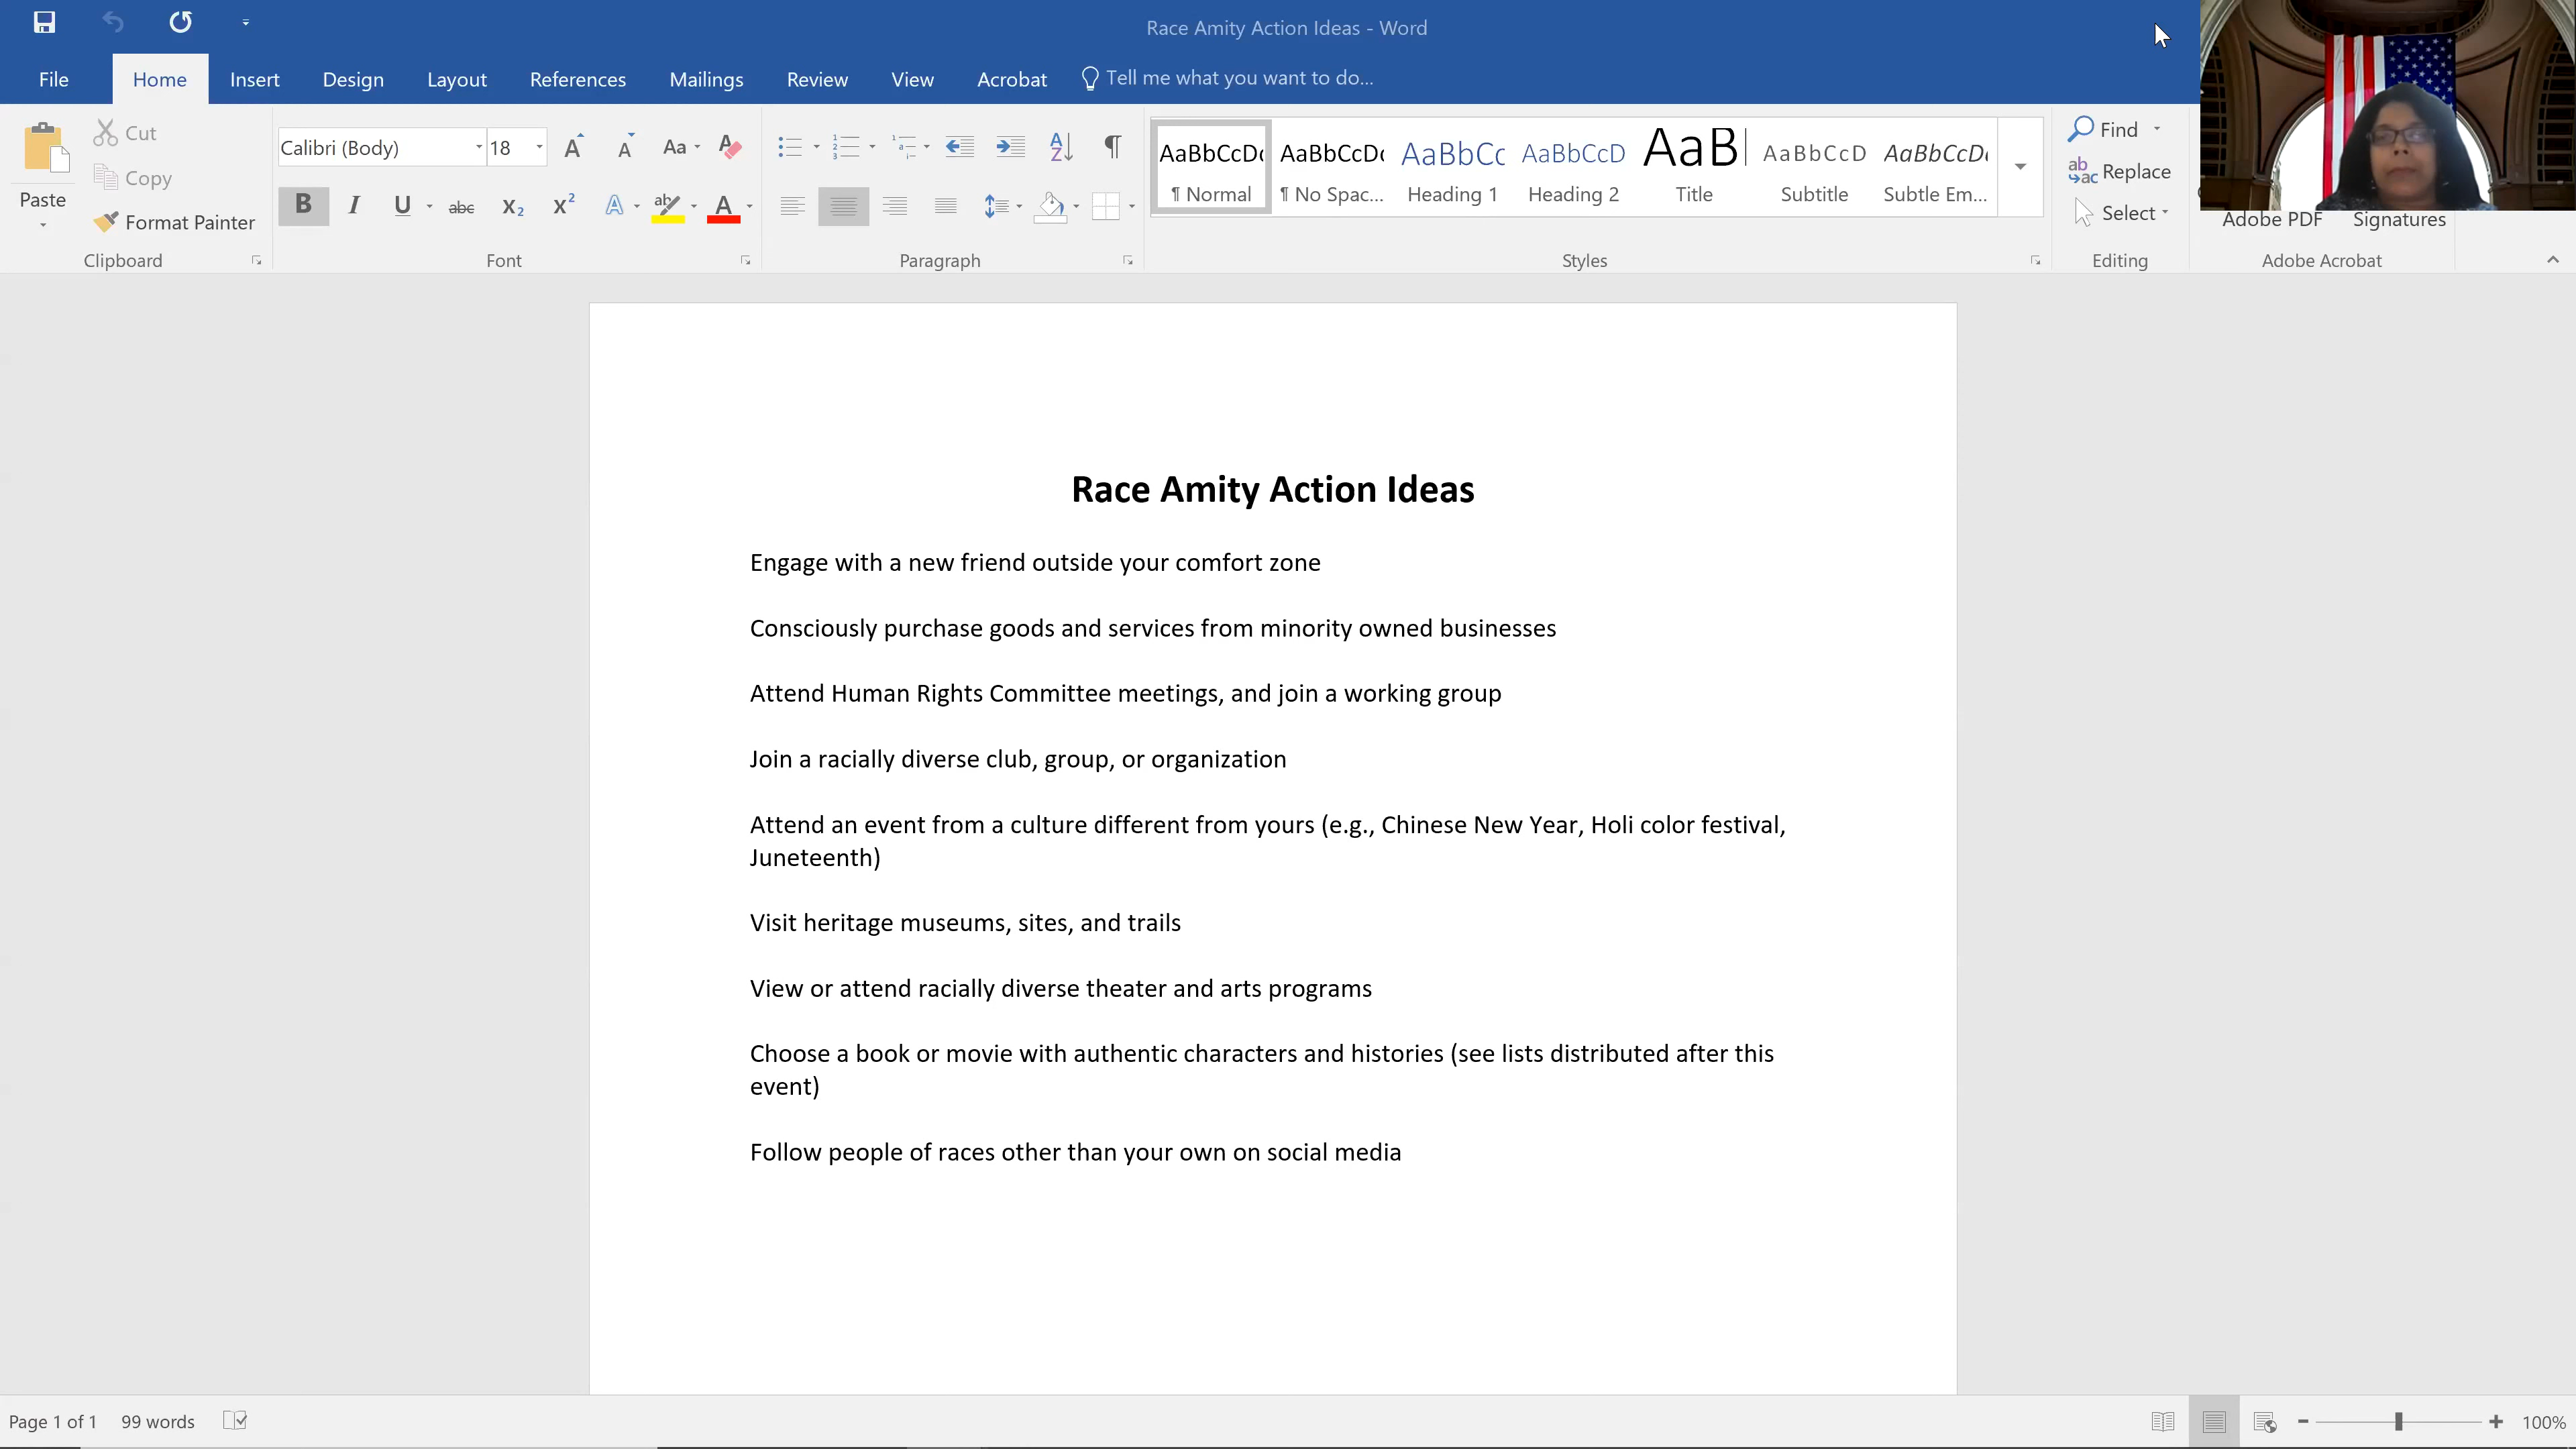 Race Amity Action Ideas - Word
File Home Insert Design Layout References Mailings Review View Acrobat Tell me what you want to do...
Paste
Cut
Copy
Format Painter
Clipboard
Calibri (Body) 18
Font
Paragraph
AaBbCcDc AaBbCcDc AaBbCc AaBbCcD AaB AaBbCcD AaBbCcDc
¶ Normal ¶ No Spac... Heading 1 Heading 2 Title Subtitle Subtle Em...
Styles
Find
Replace
Select
Editing
Adobe PDF Signatures
Adobe Acrobat
Race Amity Action Ideas
Engage with a new friend outside your comfort zone
Consciously purchase goods and services from minority owned businesses
Attend Human Rights Committee meetings, and join a working group
Join a racially diverse club, group, or organization
Attend an event from a culture different from yours (e.g., Chinese New Year, Holi color festival,
Juneteenth)
Visit heritage museums, sites, and trails
View or attend racially diverse theater and arts programs
Choose a book or movie with authentic characters and histories (see lists distributed after this
event)
Follow people of races other than your own on social media
Page 1 of 1 99 words 100%